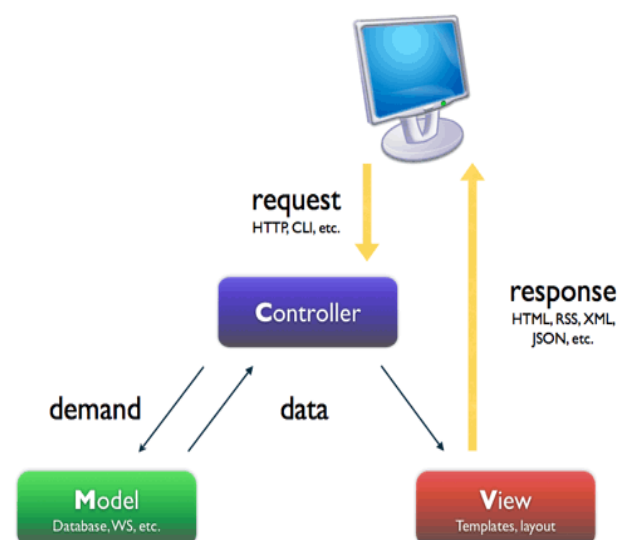 request
HTTP, CLI, etc.
Controller
response
HTML, RSS, XML,
JSON, etc.
demand
data
Model
Database, WS, etc.
View
Templates, layout